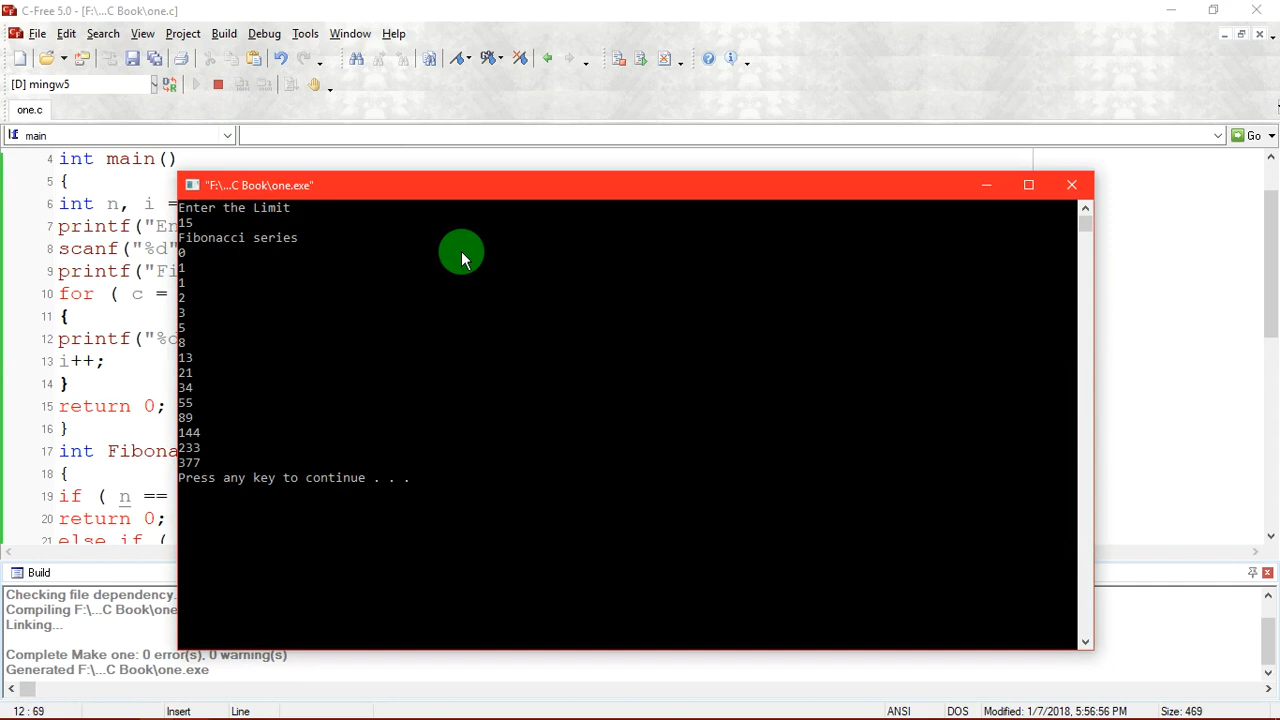 C-Free 5.0 - [F:\...C Book\one.c]
File Edit Search View Project Build Debug Tools Window Help
[D] mingw5
one.c
main
Go
4 int main()
5 {
6 int n, i =
7 printf("En
8 scanf("%d"
9 printf("Fi
10 for ( c =
11 {
12 printf("%d
13 i++;
14 }
15 return 0;
16 }
17 int Fibona
18 {
19 if ( n ==
20 return 0;
21 else if (
"F:\...C Book\one.exe"
Enter the Limit
15
Fibonacci series
0
1
1
2
3
5
8
13
21
34
55
89
144
233
377
Press any key to continue . . .
Build
Checking file dependency.
Compiling F:\...C Book\one
Linking...
Complete Make one: 0 error(s), 0 warning(s)
Generated F:\...C Book\one.exe
12 : 69 Insert Line ANSI DOS Modified: 1/7/2018, 5:56:56 PM Size: 469